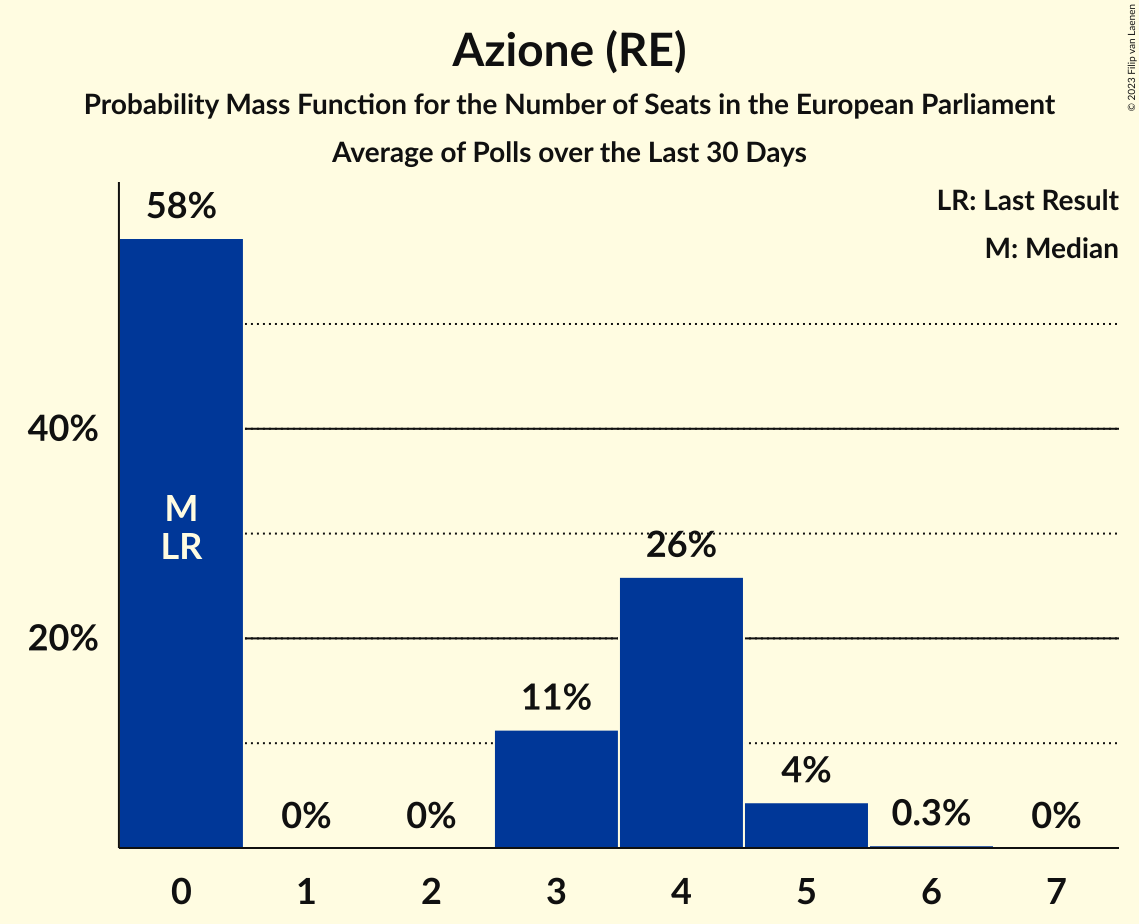 Azione (RE)
Probability Mass Function for the Number of Seats in the European Parliament
Average of Polls over the Last 30 Days
© 2023 Filip van Laenen
LR: Last Result
M: Median
58%
40%
20%
M
LR
0%
0%
11%
26%
4%
0.3%
0%
0 1 2 3 4 5 6 7